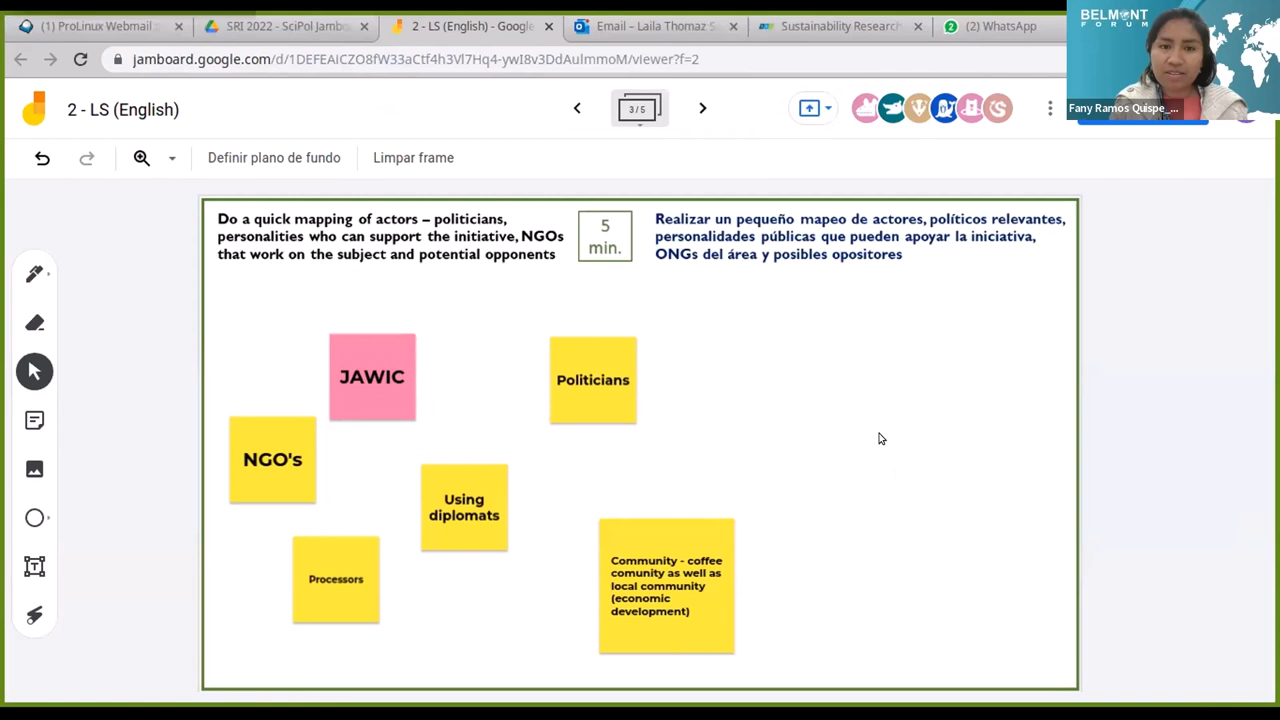 (1) ProLinux Webmail
SRI 2022 - SciPol Jambo
2 - LS (English) - Google
Email – Laila Thomaz S
Sustainability Research
(2) WhatsApp
jamboard.google.com/d/1DEFEAICZO8fW33aCtf4h3Vl7Hq4-ywI8v3DdAulmmoM/viewer?f=2
BELMONT
FORUM
Fany Ramos Quispe_...
2 - LS (English)
3/5
Definir plano de fundo
Limpar frame
Do a quick mapping of actors – politicians,
personalities who can support the initiative, NGOs
that work on the subject and potential opponents
5
min.
Realizar un pequeño mapeo de actores, políticos relevantes,
personalidades públicas que pueden apoyar la iniciativa,
ONGs del área y posibles opositores
JAWIC
Politicians
NGO's
Using
diplomats
Processors
Community - coffee
comunity as well as
local community
(economic
development)